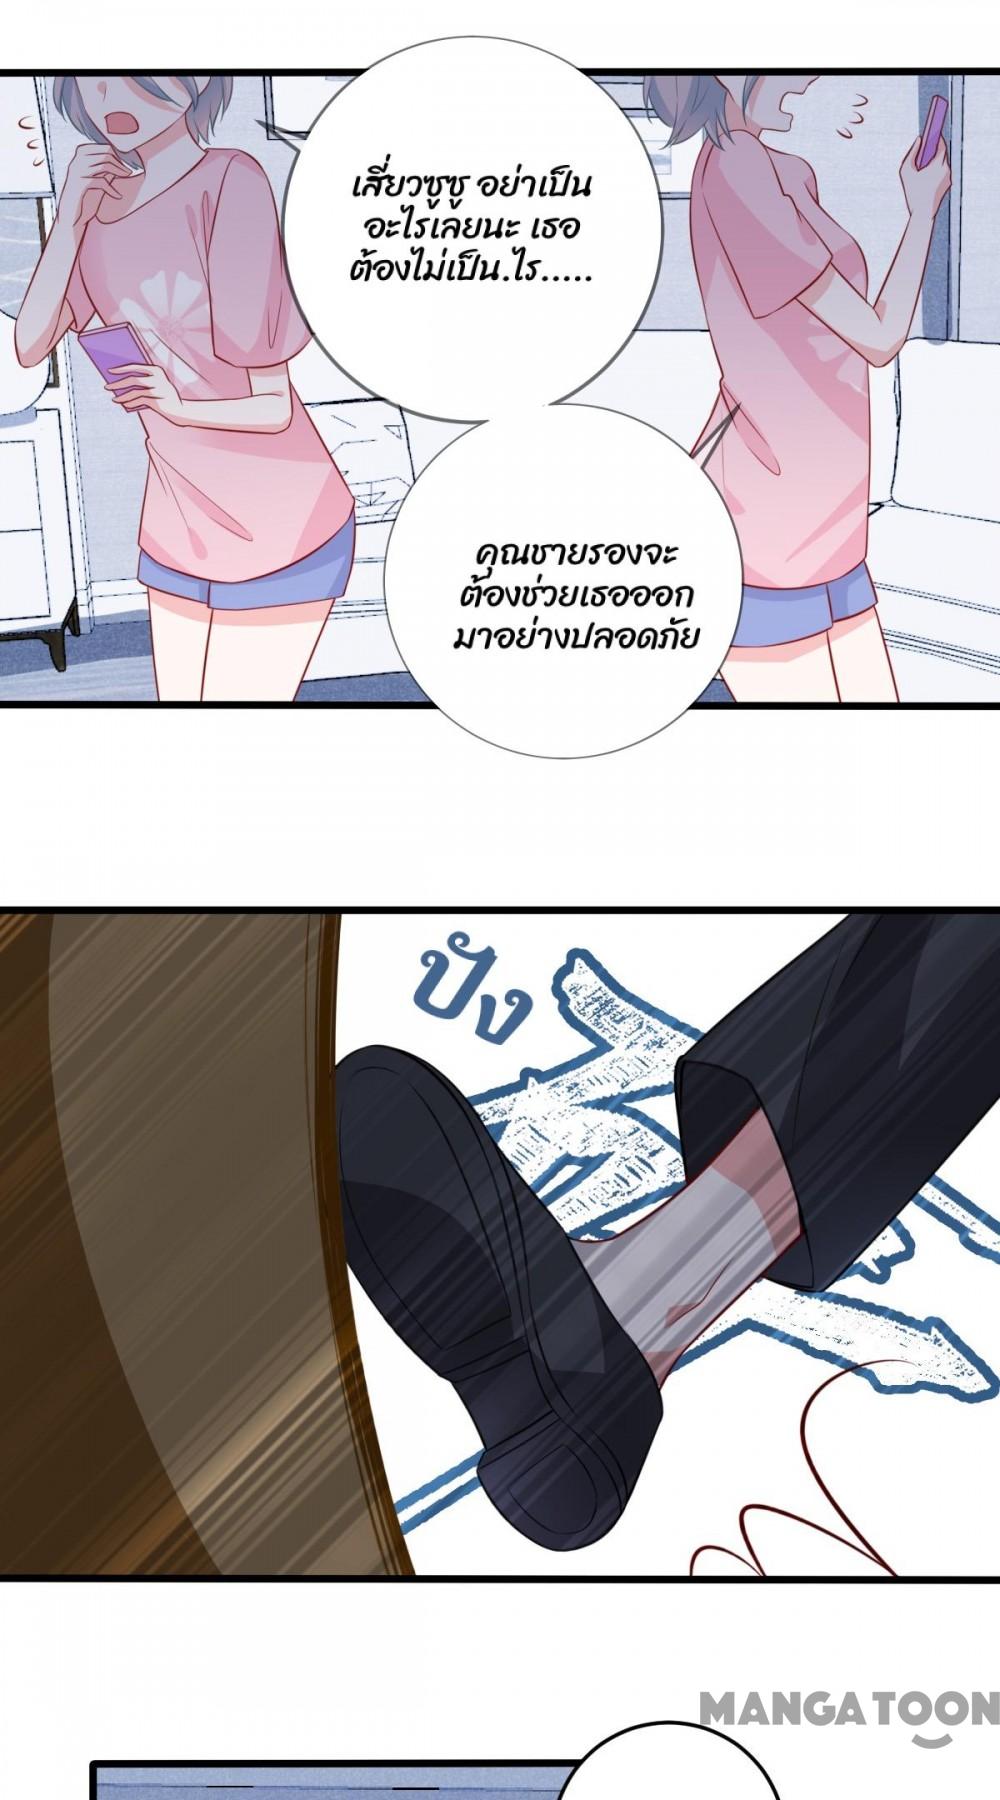 เสี่ยวซูซู อย่าเป็น
อะไรเลยนะ เธอ
ต้องไม่เป็น.ไร.....
คุณชายรองจะ
ต้องช่วยเธอออก
มาอย่างปลอดภัย
ปัง
MANGATOON